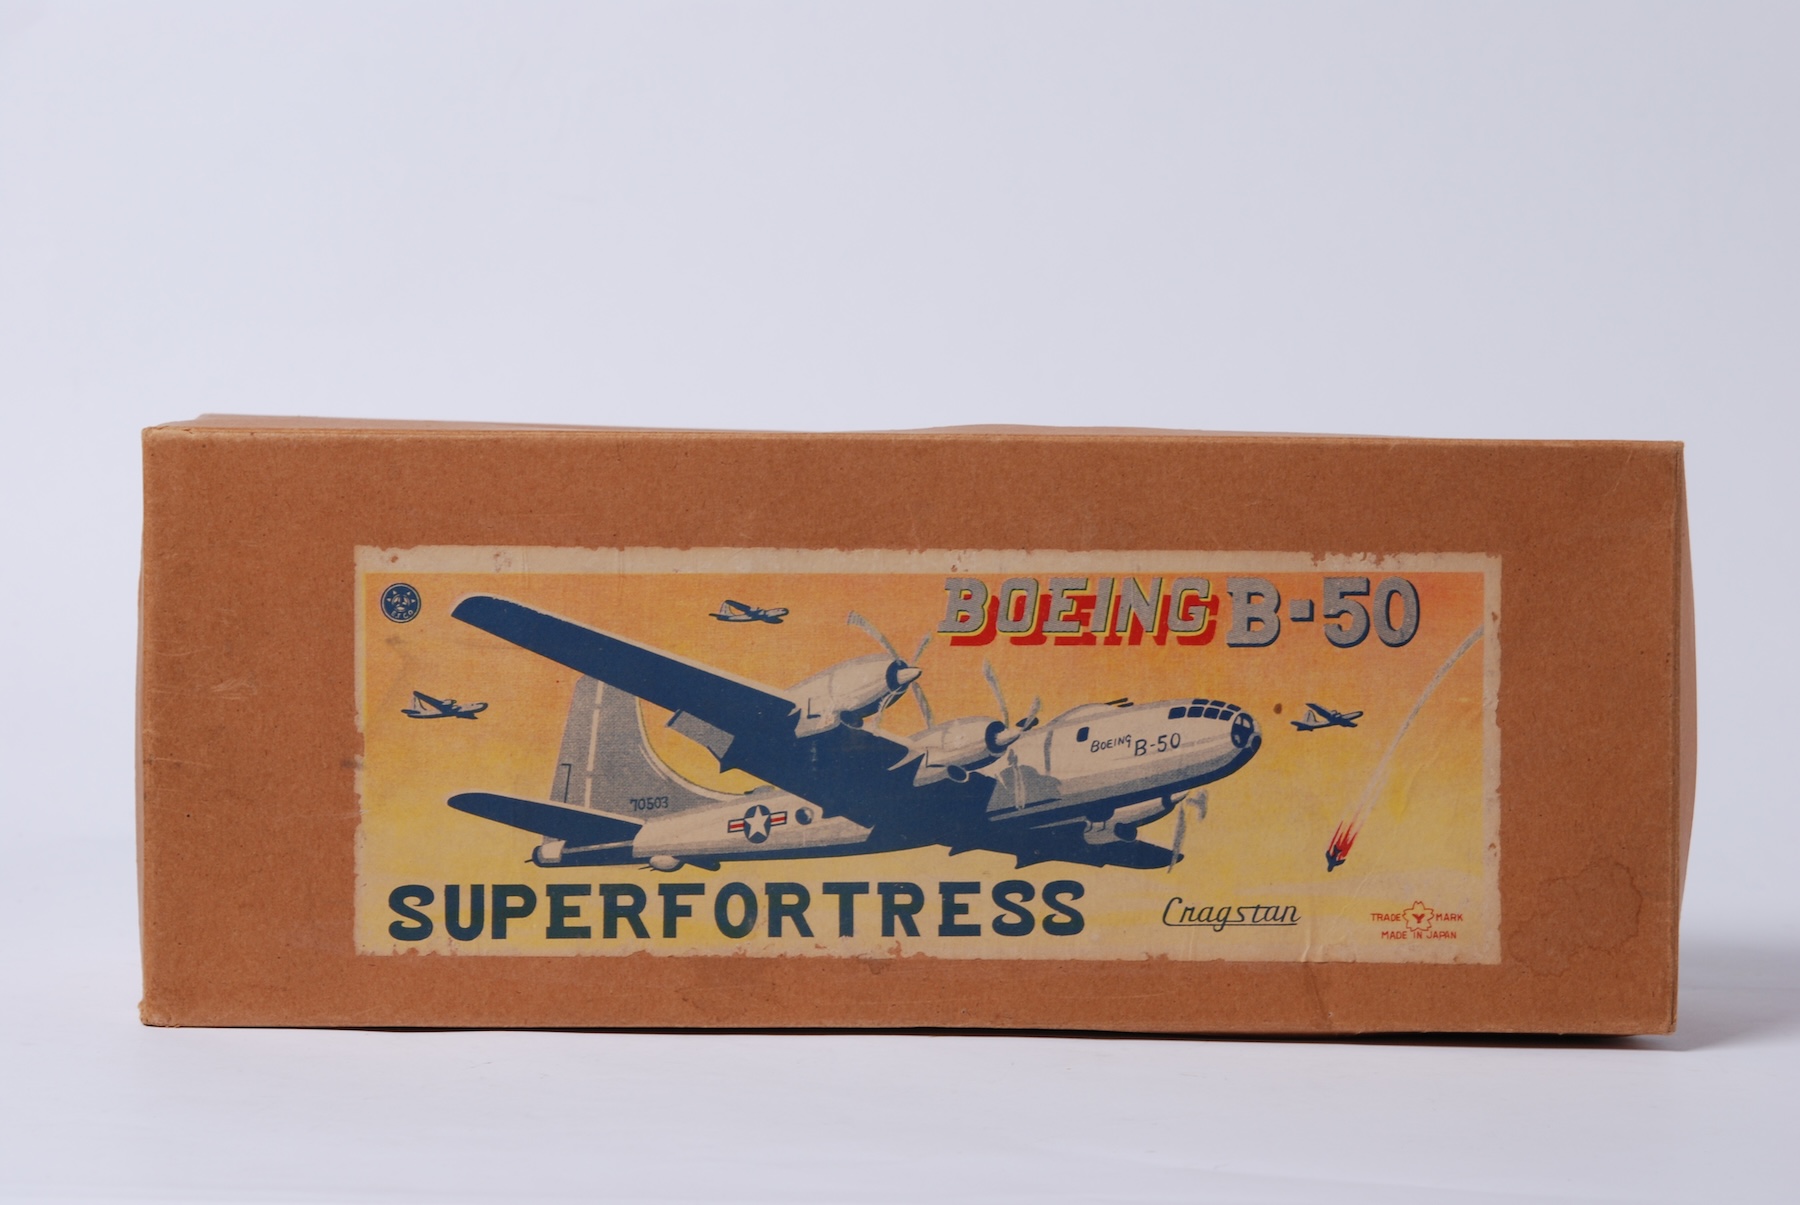 BOEING B-50
BOEING B-50
70503
SUPERFORTRESS
Cragstan
TRADE Y MARK
MADE IN JAPAN